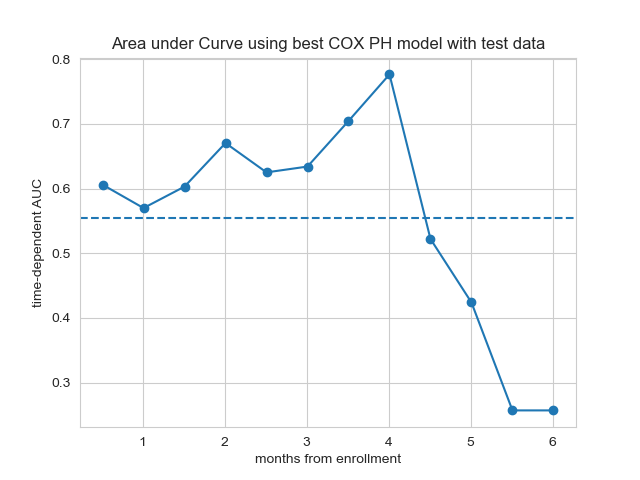 Area under Curve using best COX PH model with test data
time-dependent AUC
0.8
0.7
0.6
0.5
0.4
0.3
1 2 3 4 5 6
months from enrollment